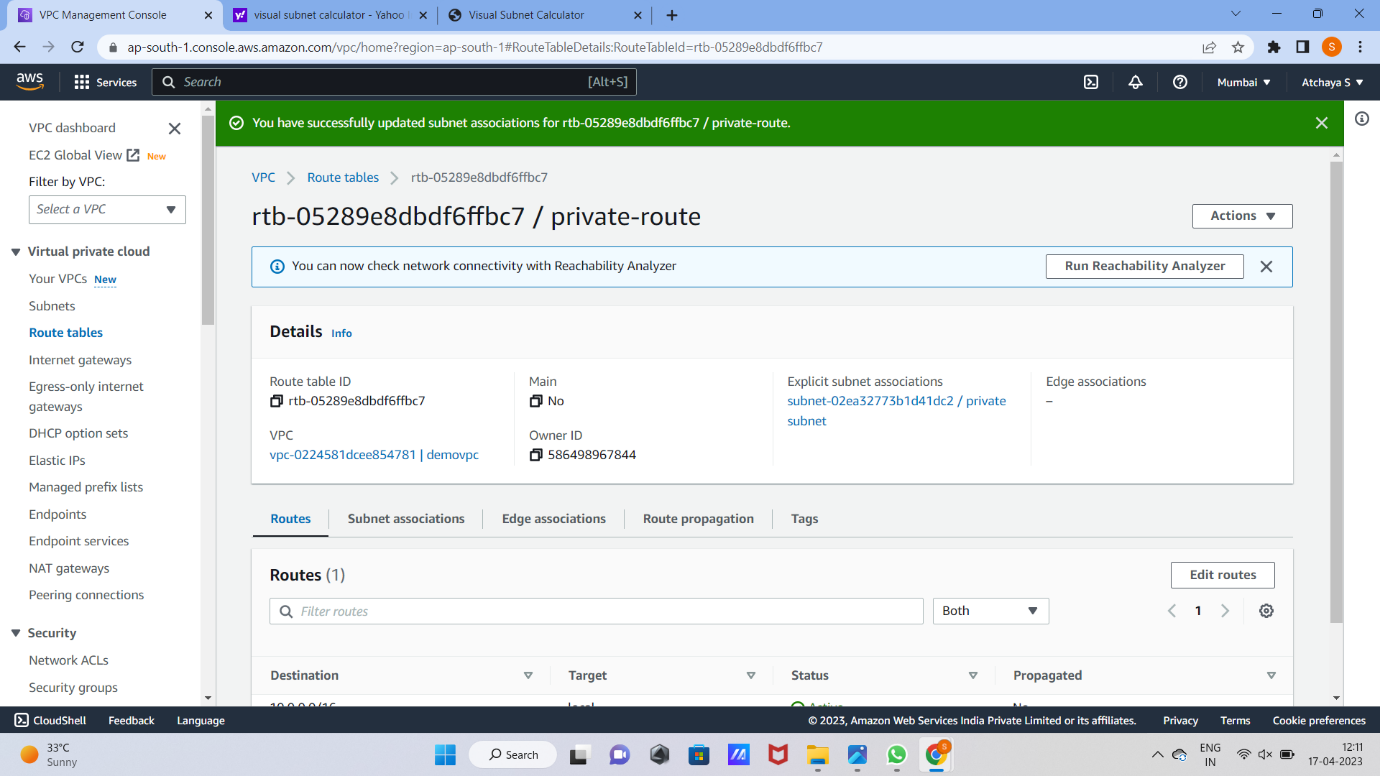 VPC Management Console
visual subnet calculator - Yahoo
Visual Subnet Calculator
ap-south-1.console.aws.amazon.com/vpc/home?region=ap-south-1#RouteTableDetails:RouteTableId=rtb-05289e8dbdf6ffbc7
S
aws
Services
Search
[Alt+S]
Mumbai
Atchaya S
VPC dashboard
EC2 Global View New
Filter by VPC:
Select a VPC
Virtual private cloud
Your VPCs New
Subnets
Route tables
Internet gateways
Egress-only internet
gateways
DHCP option sets
Elastic IPs
Managed prefix lists
Endpoints
Endpoint services
NAT gateways
Peering connections
Security
Network ACLs
Security groups
You have successfully updated subnet associations for rtb-05289e8dbdf6ffbc7 / private-route.
VPC > Route tables > rtb-05289e8dbdf6ffbc7
rtb-05289e8dbdf6ffbc7 / private-route
Actions
You can now check network connectivity with Reachability Analyzer
Run Reachability Analyzer
Details Info
Route table ID
rtb-05289e8dbdf6ffbc7
VPC
vpc-0224581dcee854781 | demovpc
Main
No
Owner ID
586498967844
Explicit subnet associations
subnet-02ea32773b1d41dc2 / private
subnet
Edge associations
–
Routes
Subnet associations
Edge associations
Route propagation
Tags
Routes (1)
Edit routes
Filter routes
Both
1
Destination Target Status Propagated
10.0.0.0/16 local Active No
CloudShell Feedback Language
© 2023, Amazon Web Services India Private Limited or its affiliates. Privacy Terms Cookie preferences
33°C
Sunny
Search
S
ENG
IN
12:11
17-04-2023